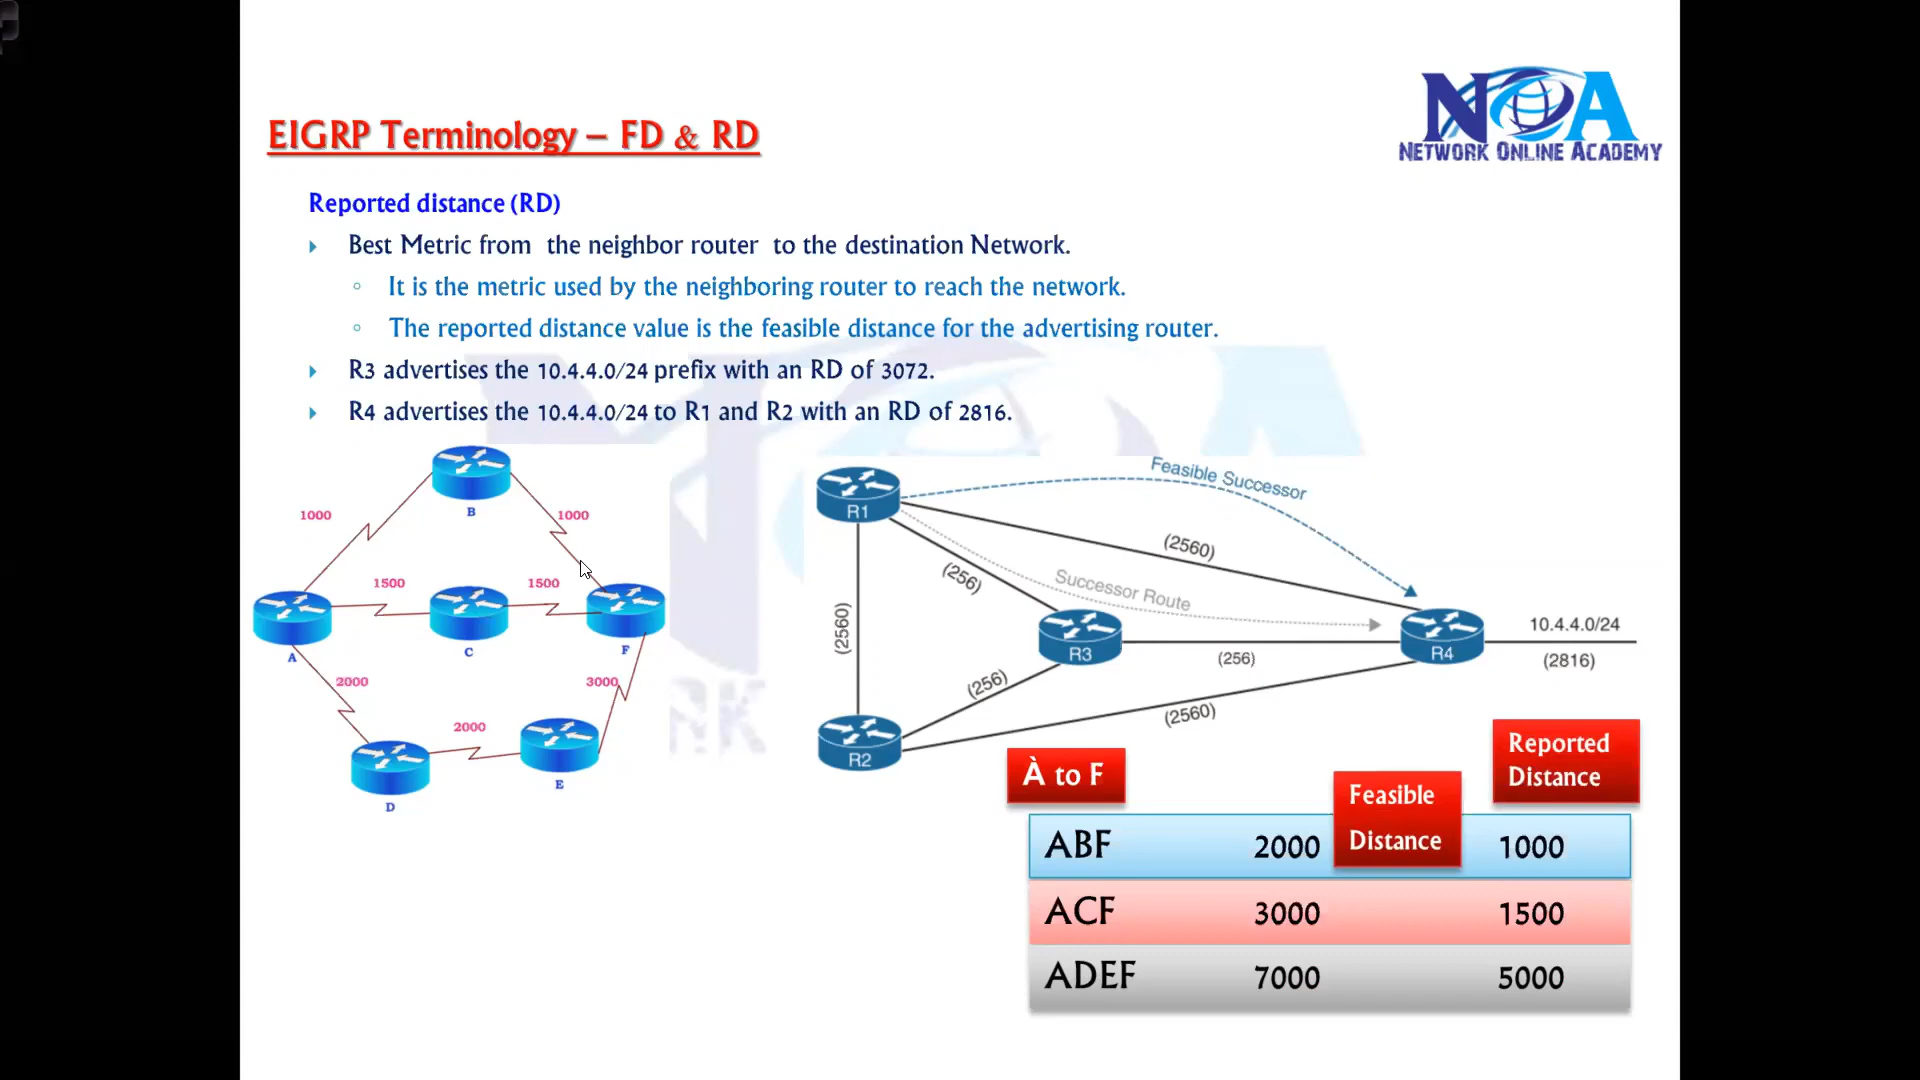 NOA
NETWORK ONLINE ACADEMY
EIGRP Terminology – FD & RD
Reported distance (RD)
Best Metric from the neighbor router to the destination Network.
It is the metric used by the neighboring router to reach the network.
The reported distance value is the feasible distance for the advertising router.
R3 advertises the 10.4.4.0/24 prefix with an RD of 3072.
R4 advertises the 10.4.4.0/24 to R1 and R2 with an RD of 2816.
B
1000
1000
1500
1500
A
C
F
2000
3000
2000
D
E
Feasible Successor
R1
(2560)
(256)
Successor Route
(2560)
R3
(256)
R4
10.4.4.0/24
(2816)
(256)
(2560)
R2
À to F
Feasible
Distance
Reported
Distance
ABF 2000 1000
ACF 3000 1500
ADEF 7000 5000